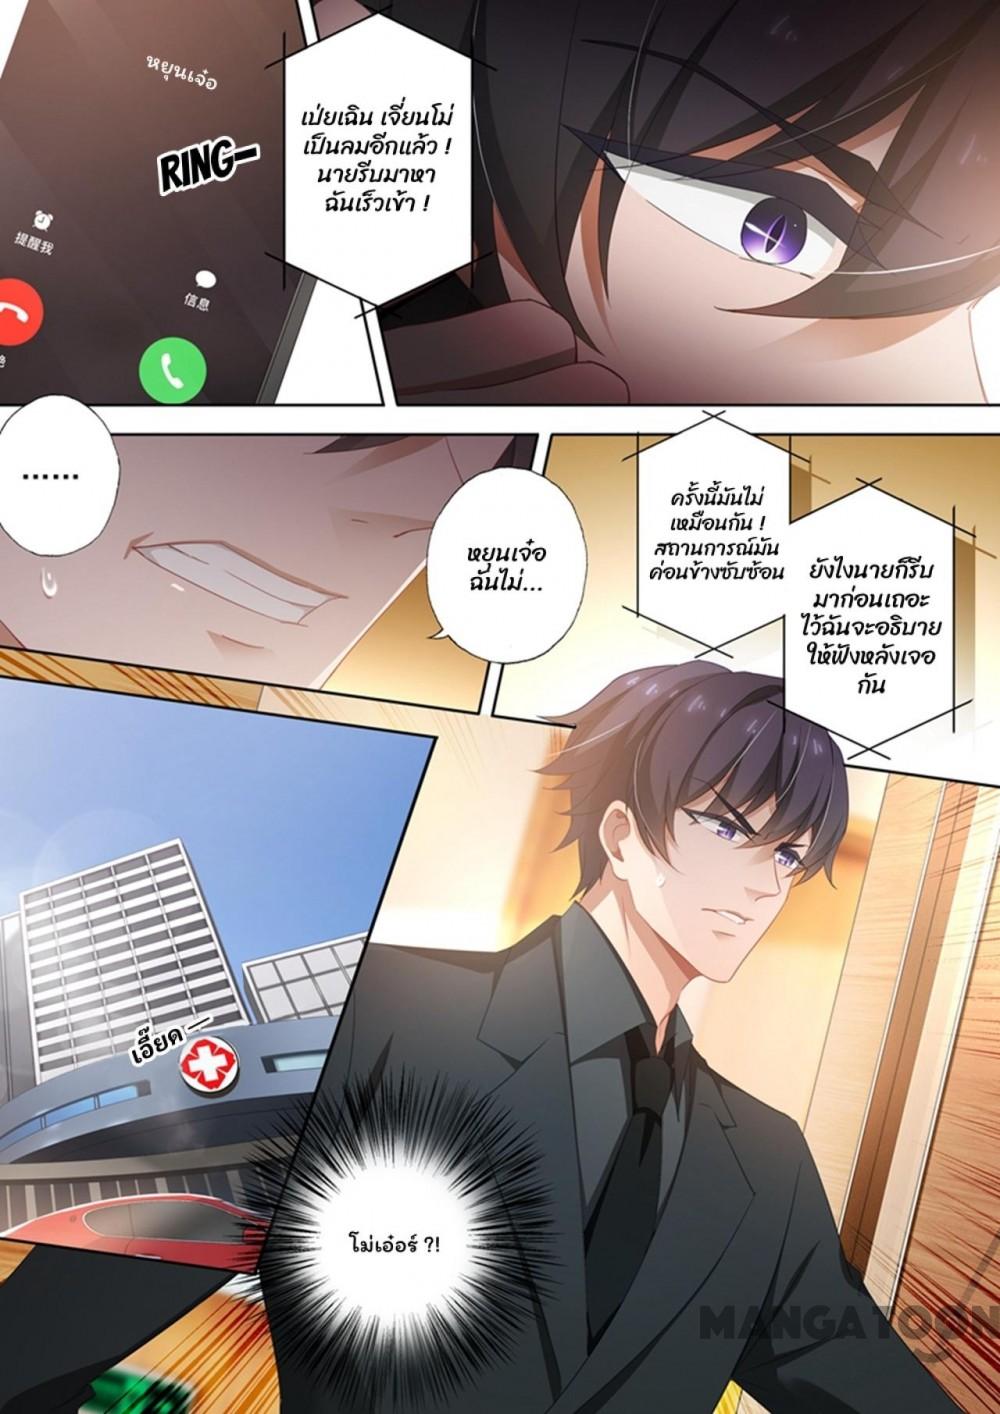 หยุนเจ๋อ
RING—
提醒我
信息
เป่ยเฉิน เจี่ยนโม่
เป็นลมอีกแล้ว !
นายรีบมาหา
ฉันเร็วเข้า !
......
หยุนเจ๋อ
ฉันไม่...
ครั้งนี้มันไม่
เหมือนกัน !
สถานการณ์มัน
ค่อนข้างซับซ้อน
ยังไงนายก็รีบ
มาก่อนเถอะ
ไว้ฉันจะอธิบาย
ให้ฟังหลังเจอ
กัน
เอี๊ยด —
โม่เอ๋อร์ ?!
MANGATOON